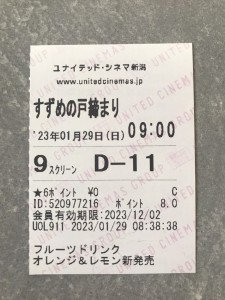 ユナイテッド・シネマ新潟
www.unitedcinemas.jp
すずめの戸締まり
'23年01月29日(日) 09:00
9スクリーン D-11
★6ポイント ¥0 C
ID:520977216 ポイント 8.0
会員有効期限:2023/12/02
UOL911 2023/01/29 08:38:38
フルーツドリンク
オレンジ&レモン新発売